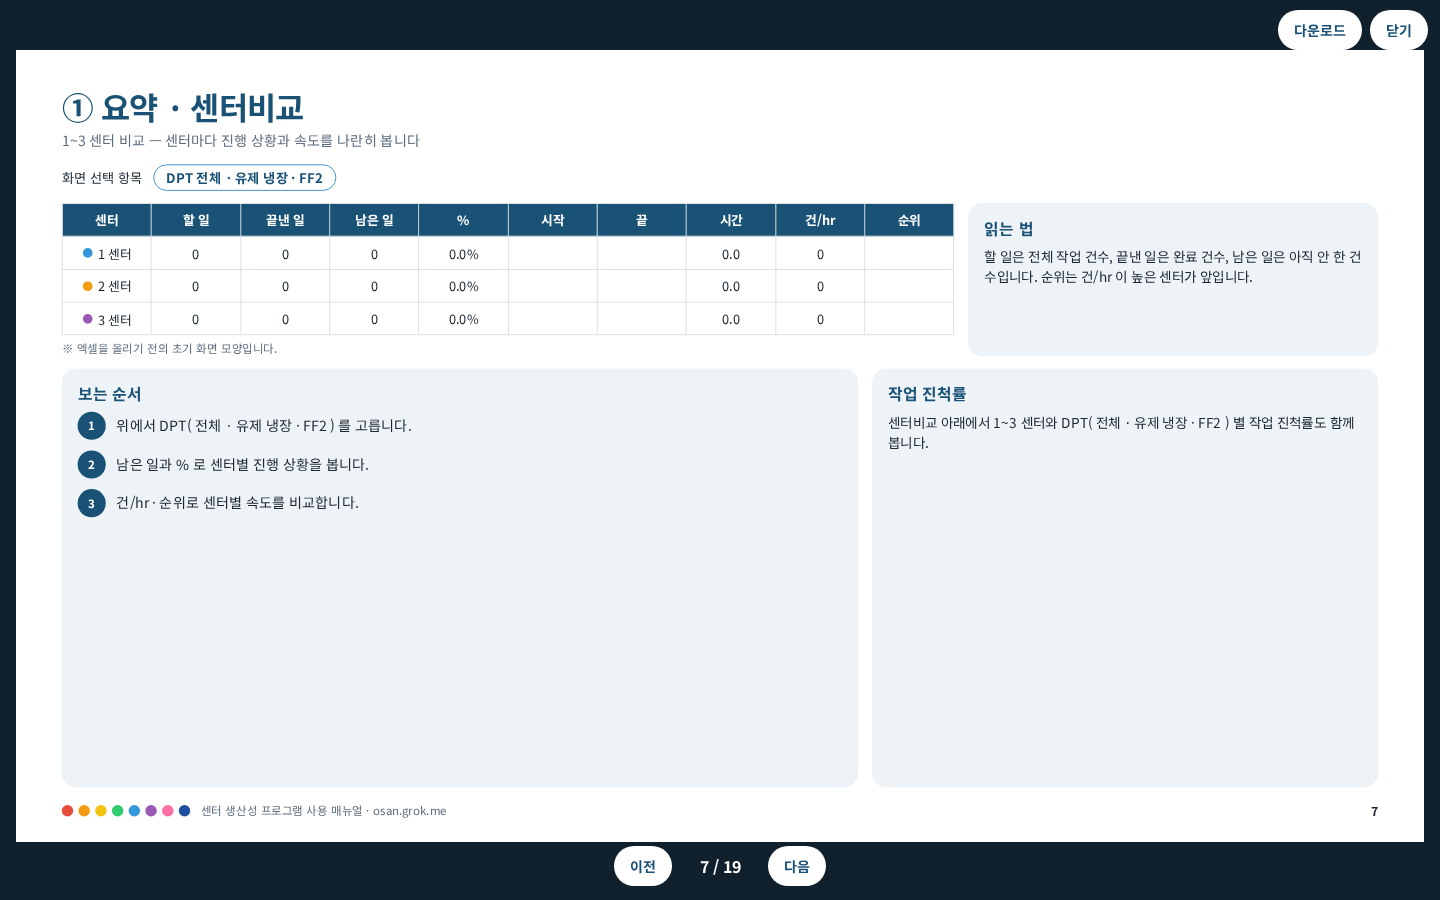 다운로드 닫기
① 요약 · 센터비교
1~3 센터 비교 — 센터마다 진행 상황과 속도를 나란히 봅니다
화면 선택 항목 DPT 전체 · 유제 냉장 · FF2
센터 할 일 끝낸 일 남은 일 % 시작 끝 시간 건/hr 순위
1 센터 0 0 0 0.0% 0.0 0
2 센터 0 0 0 0.0% 0.0 0
3 센터 0 0 0 0.0% 0.0 0
※ 엑셀을 올리기 전의 초기 화면 모양입니다.
읽는 법
할 일은 전체 작업 건수, 끝낸 일은 완료 건수, 남은 일은 아직 안 한 건
수입니다. 순위는 건/hr 이 높은 센터가 앞입니다.
보는 순서
1 위에서 DPT( 전체 · 유제 냉장 · FF2 ) 를 고릅니다.
2 남은 일과 % 로 센터별 진행 상황을 봅니다.
3 건/hr · 순위로 센터별 속도를 비교합니다.
작업 진척률
센터비교 아래에서 1~3 센터와 DPT( 전체 · 유제 냉장 · FF2 ) 별 작업 진척률도 함께
봅니다.
센터 생산성 프로그램 사용 매뉴얼 · osan.grok.me
7
이전 7 / 19 다음